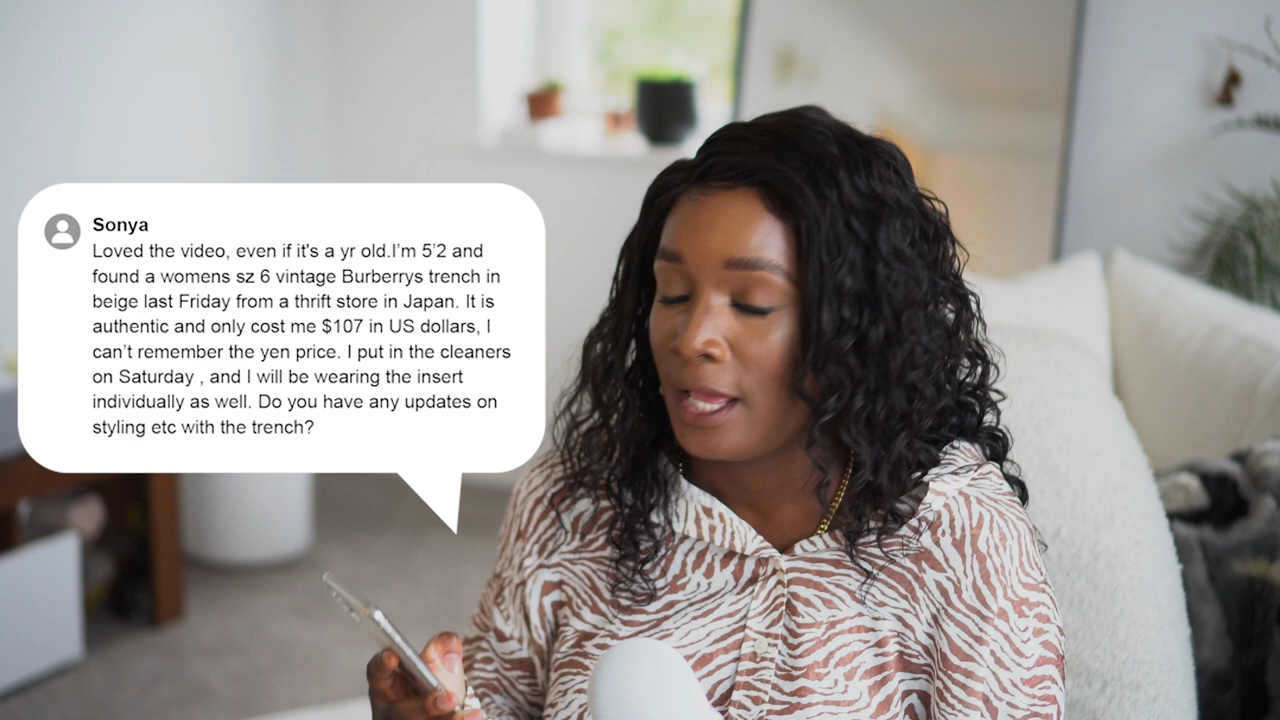 Sonya
Loved the video, even if it's a yr old.I’m 5’2 and
found a womens sz 6 vintage Burberrys trench in
beige last Friday from a thrift store in Japan. It is
authentic and only cost me $107 in US dollars, I
can’t remember the yen price. I put in the cleaners
on Saturday , and I will be wearing the insert
individually as well. Do you have any updates on
styling etc with the trench?